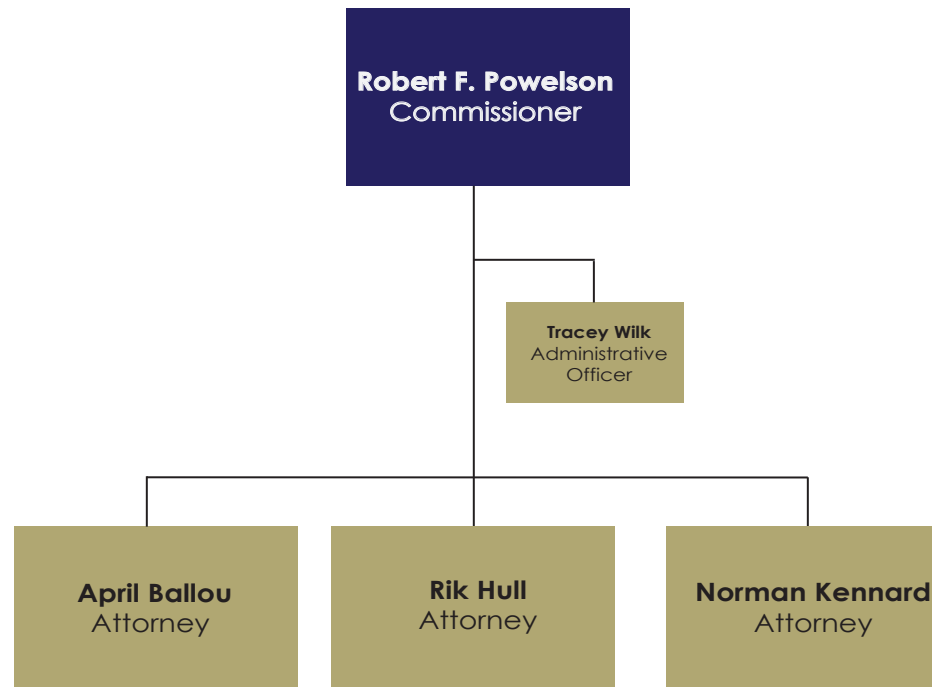 Robert F. Powelson
Commissioner
Tracey Wilk
Administrative
Officer
April Ballou
Attorney
Rik Hull
Attorney
Norman Kennard
Attorney